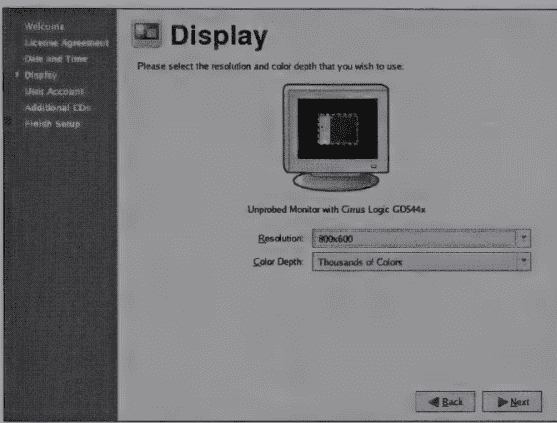 Welcome
License Agreement
Date and Time
Display
User Account
Additional CDs
Finish Setup
Display
Please select the resolution and color depth that you wish to use:
Unprobed Monitor with Cirrus Logic GD544x
Resolution: 800x600
Color Depth: Thousands of Colors
Back
Next